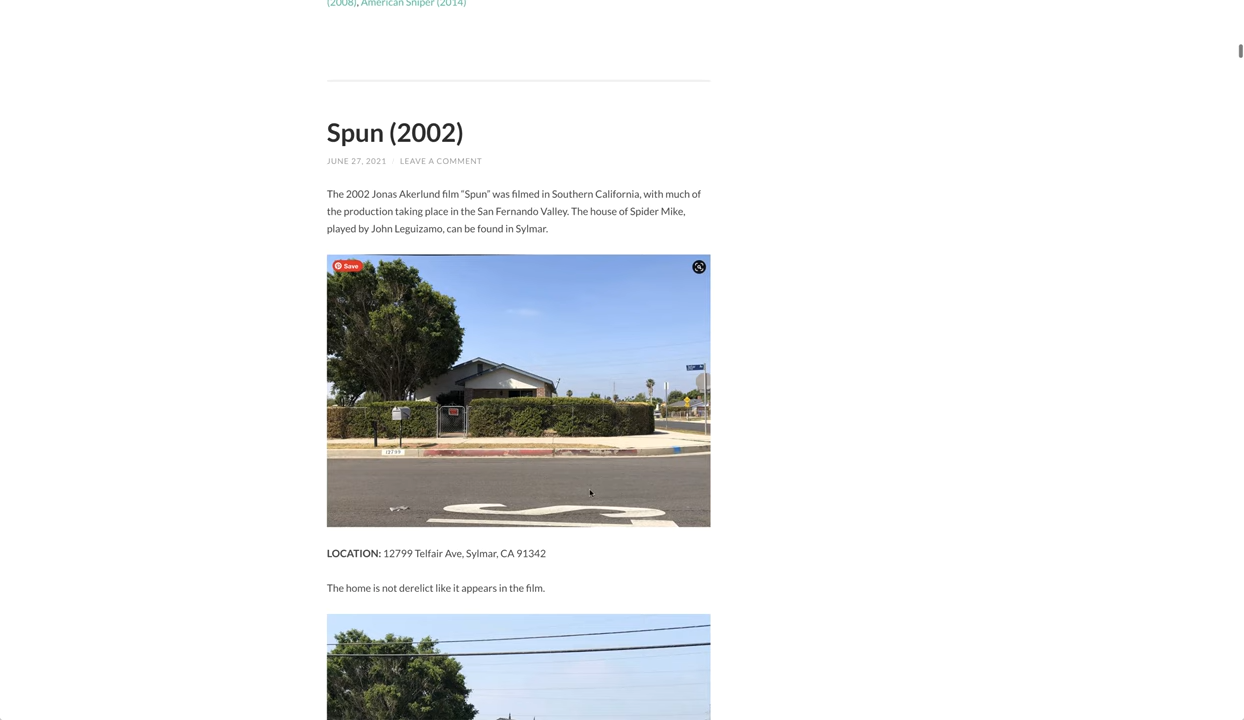 (2008), American Sniper (2014)
Spun (2002)
JUNE 27, 2021 / LEAVE A COMMENT
The 2002 Jonas Akerlund film “Spun” was filmed in Southern California, with much of
the production taking place in the San Fernando Valley. The house of Spider Mike,
played by John Leguizamo, can be found in Sylmar.
Save
12799
LOCATION: 12799 Telfair Ave, Sylmar, CA 91342
The home is not derelict like it appears in the film.